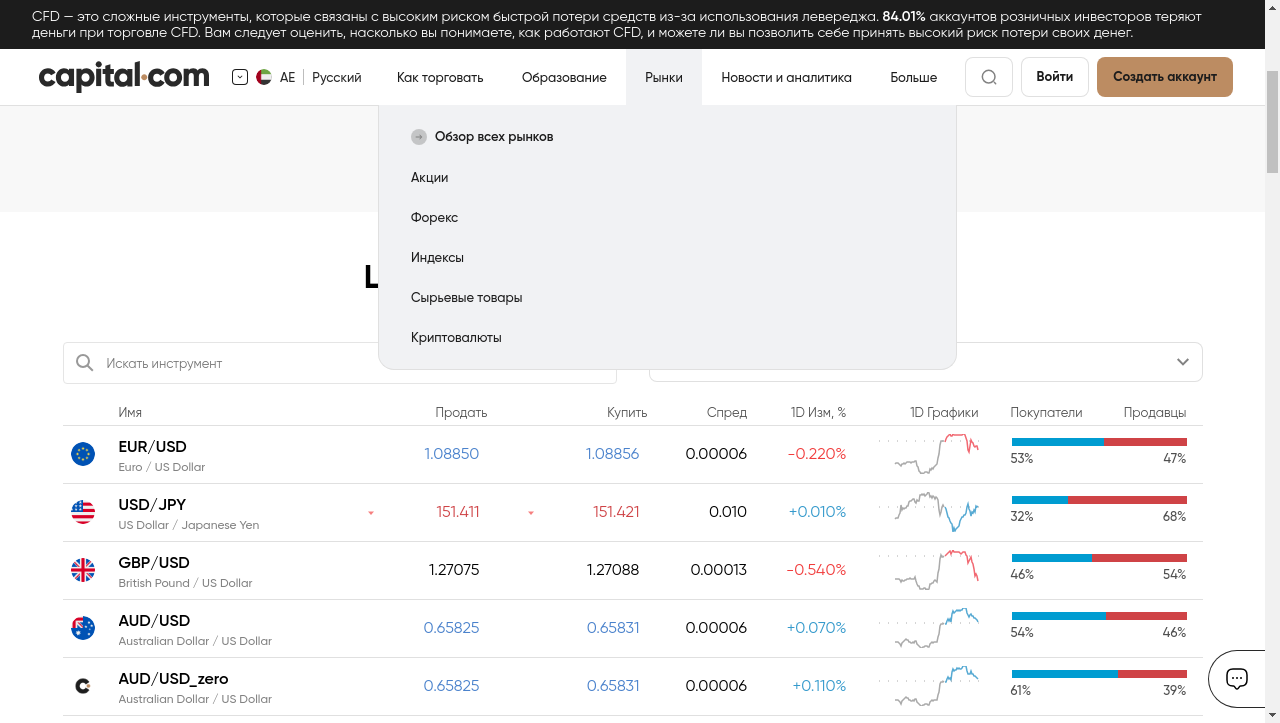 CFD — это сложные инструменты, которые связаны с высоким риском быстрой потери средств из-за использования левереджа. 84.01% аккаунтов розничных инвесторов теряют
деньги при торговле CFD. Вам следует оценить, насколько вы понимаете, как работают CFD, и можете ли вы позволить себе принять высокий риск потери своих денег.
capital.com AE Русский Как торговать Образование Рынки Новости и аналитика Больше Войти Создать аккаунт
Обзор всех рынков
Акции
Форекс
Индексы
Сырьевые товары
Криптовалюты
Искать инструмент
Имя Продать Купить Спред 1D Изм, % 1D Графики Покупатели Продавцы
EUR/USD 1.08850 1.08856 0.00006 -0.220%
Euro / US Dollar 53% 47%
USD/JPY 151.411 151.421 0.010 +0.010%
US Dollar / Japanese Yen 32% 68%
GBP/USD 1.27075 1.27088 0.00013 -0.540%
British Pound / US Dollar 46% 54%
AUD/USD 0.65825 0.65831 0.00006 +0.070%
Australian Dollar / US Dollar 54% 46%
AUD/USD_zero 0.65825 0.65831 0.00006 +0.110%
Australian Dollar / US Dollar 61% 39%